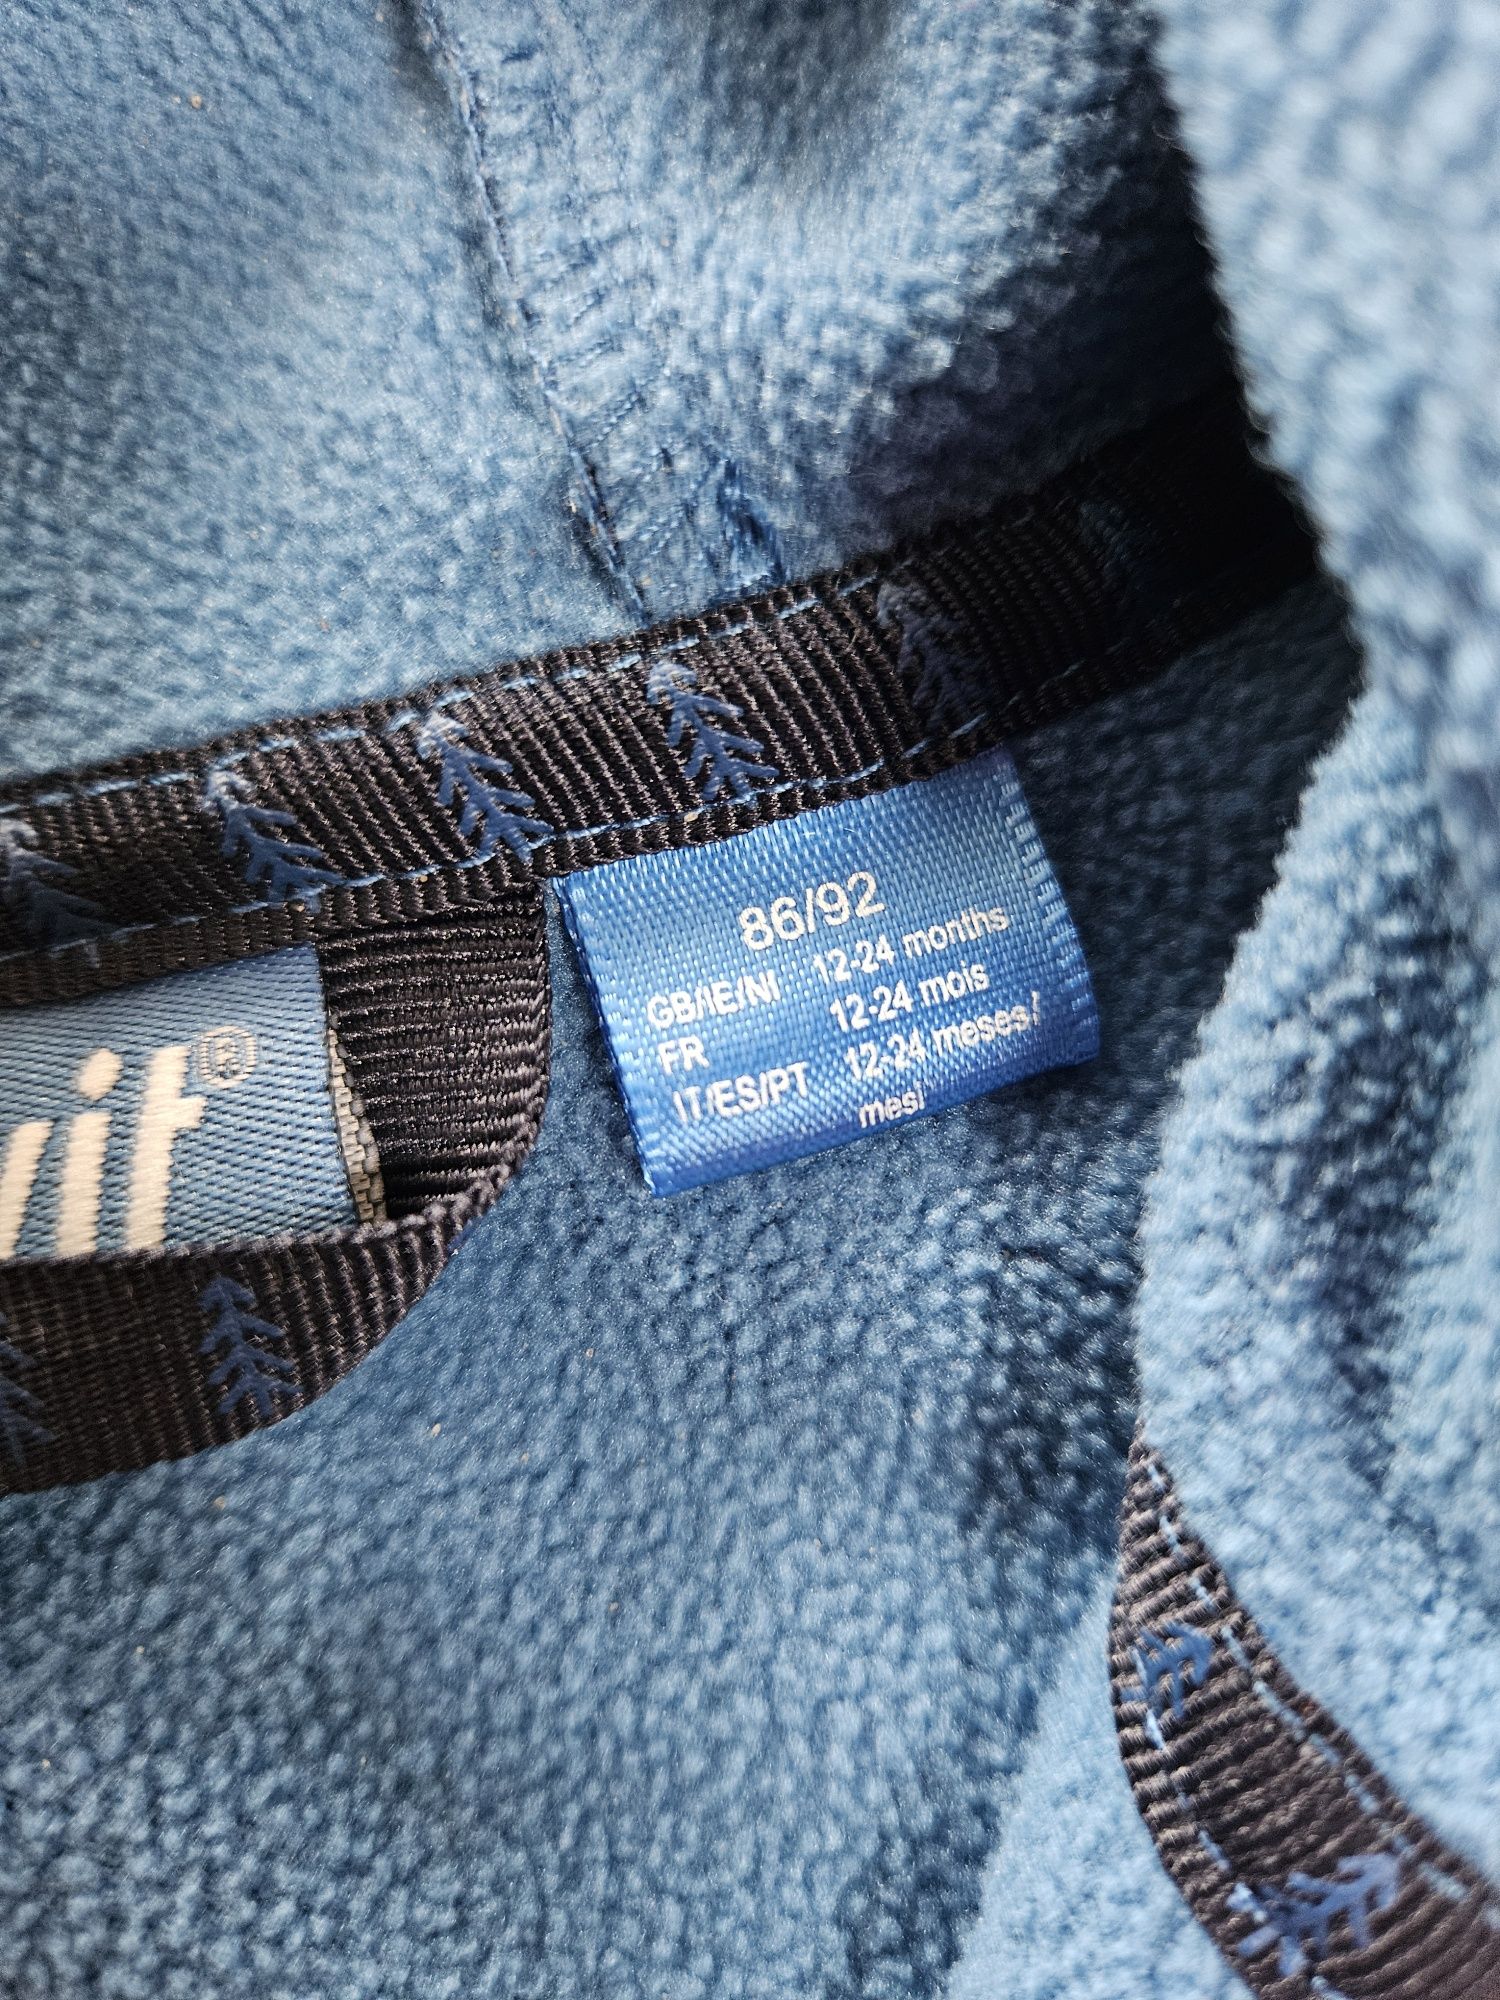 86/92
GB/IE/NI 12-24 months
FR 12-24 mois
IT/ES/PT 12-24 meses/
mesi
®